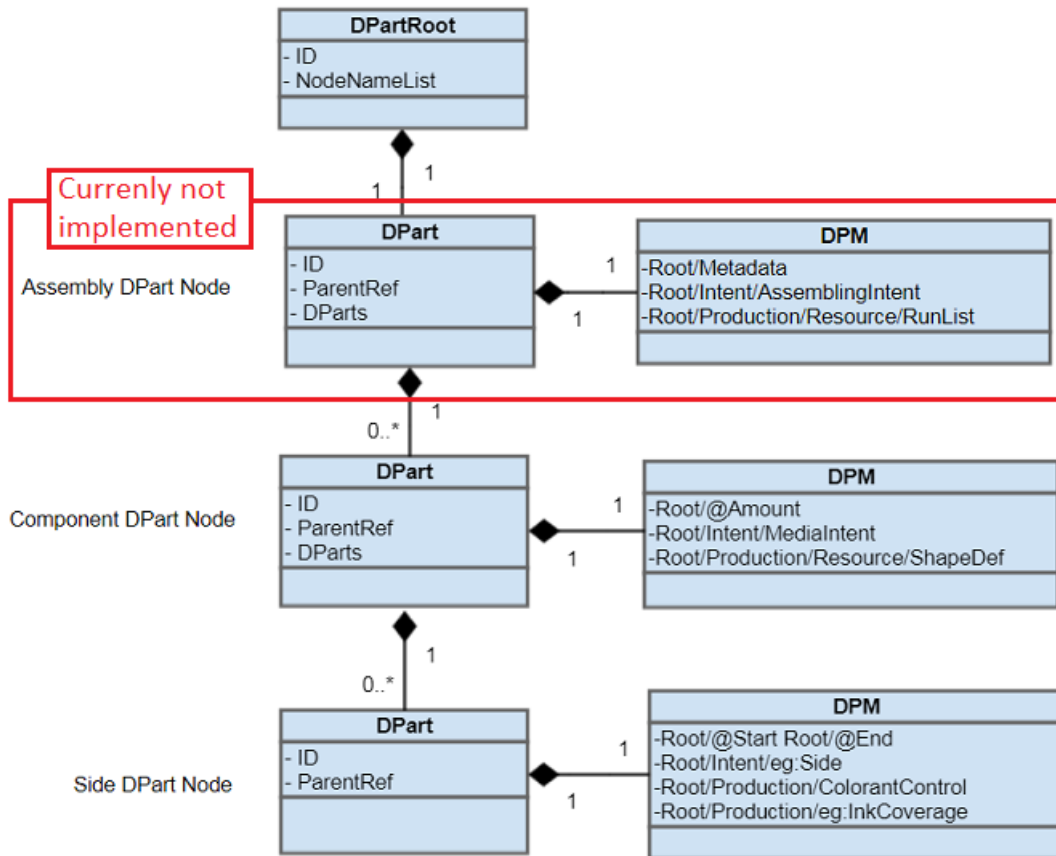 DPartRoot
- ID
- NodeNameList
1
1
Currenly not
implemented
Assembly DPart Node
DPart
- ID
- ParentRef
- DParts
1
1
DPM
-Root/Metadata
-Root/Intent/AssemblingIntent
-Root/Production/Resource/RunList
1
0..*
Component DPart Node
DPart
- ID
- ParentRef
- DParts
1
1
DPM
-Root/@Amount
-Root/Intent/MediaIntent
-Root/Production/Resource/ShapeDef
1
0..*
Side DPart Node
DPart
- ID
- ParentRef
1
1
DPM
-Root/@Start Root/@End
-Root/Intent/eg:Side
-Root/Production/ColorantControl
-Root/Production/eg:InkCoverage